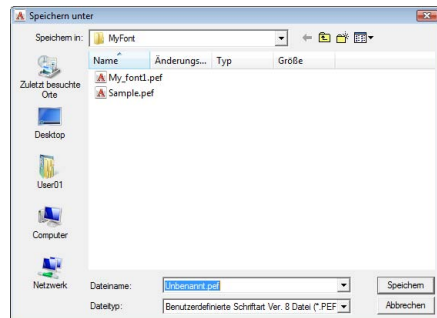 Speichern unter
Speichern in: MyFont
Name Änderungs... Typ Größe
My_font1.pef
Sample.pef
Zuletzt besuchte Orte
Desktop
User01
Computer
Netzwerk
Dateiname: Unbenannt.pef Speichern
Dateityp: Benutzerdefinierte Schriftart Ver. 8 Datei (*.PEF Abbrechen